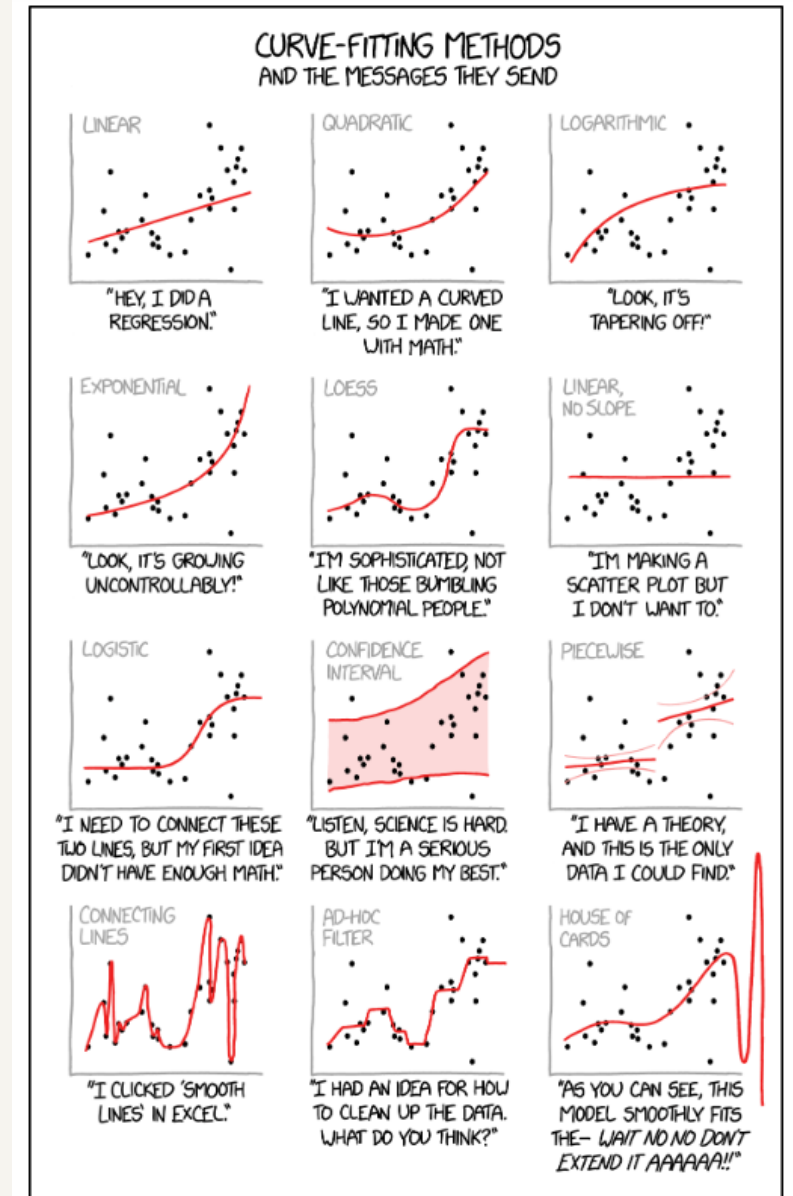 CURVE-FITTING METHODS
AND THE MESSAGES THEY SEND
LINEAR
"HEY, I DID A
REGRESSION."
QUADRATIC
"I WANTED A CURVED
LINE, SO I MADE ONE
WITH MATH."
LOGARITHMIC
"LOOK, IT'S
TAPERING OFF!"
EXPONENTIAL
"LOOK, IT'S GROWING
UNCONTROLLABLY!"
LOESS
"I'M SOPHISTICATED, NOT
LIKE THOSE BUMBLING
POLYNOMIAL PEOPLE."
LINEAR,
NO SLOPE
"I'M MAKING A
SCATTER PLOT BUT
I DON'T WANT TO."
LOGISTIC
"I NEED TO CONNECT THESE
TWO LINES, BUT MY FIRST IDEA
DIDN'T HAVE ENOUGH MATH."
CONFIDENCE
INTERVAL
"LISTEN, SCIENCE IS HARD.
BUT I'M A SERIOUS
PERSON DOING MY BEST."
PIECEWISE
"I HAVE A THEORY,
AND THIS IS THE ONLY
DATA I COULD FIND."
CONNECTING
LINES
"I CLICKED 'SMOOTH
LINES' IN EXCEL."
AD-HOC
FILTER
"I HAD AN IDEA FOR HOW
TO CLEAN UP THE DATA.
WHAT DO YOU THINK?"
HOUSE OF
CARDS
"AS YOU CAN SEE, THIS
MODEL SMOOTHLY FITS
THE- WAIT NO NO DON'T
EXTEND IT AAAAAA!!"